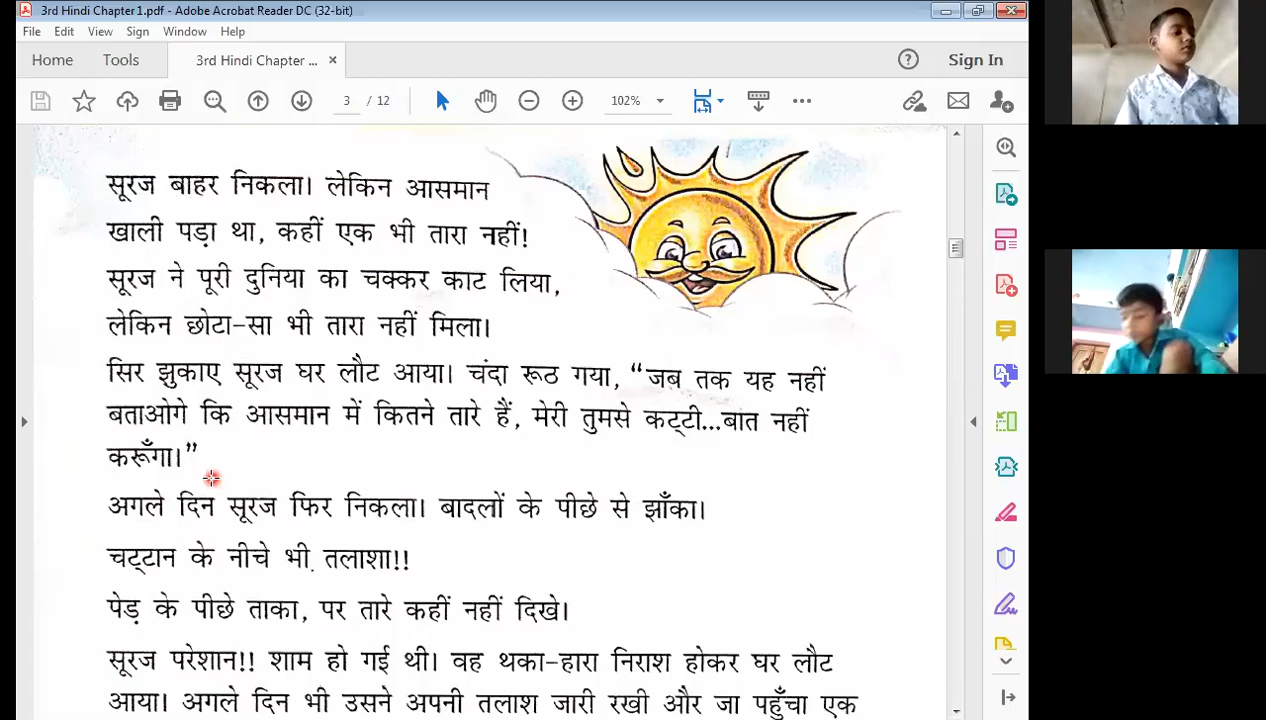 3rd Hindi Chapter 1.pdf - Adobe Acrobat Reader DC (32-bit)
File Edit View Sign Window Help
Home Tools 3rd Hindi Chapter ... × Sign In
3 / 12 102%
सूरज बाहर निकला। लेकिन आसमान
खाली पड़ा था, कहीं एक भी तारा नहीं!
सूरज ने पूरी दुनिया का चक्कर काट लिया,
लेकिन छोटा-सा भी तारा नहीं मिला।
सिर झुकाए सूरज घर लौट आया। चंदा रूठ गया, “जब तक यह नहीं
बताओगे कि आसमान में कितने तारे हैं, मेरी तुमसे कट्टी...बात नहीं
करूँगा।”
अगले दिन सूरज फिर निकला। बादलों के पीछे से झाँका।
चट्टान के नीचे भी तलाशा!!
पेड़ के पीछे ताका, पर तारे कहीं नहीं दिखे।
सूरज परेशान!! शाम हो गई थी। वह थका-हारा निराश होकर घर लौट
आया। अगले दिन भी उसने अपनी तलाश जारी रखी और जा पहुँचा एक